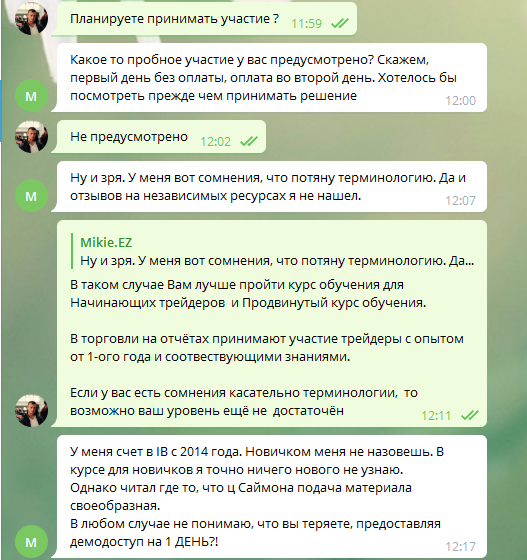 Планируете принимать участие ?
11:59
Какое то пробное участие у вас предусмотрено? Скажем,
первый день без оплаты, оплата во второй день. Хотелось бы
посмотреть прежде чем принимать решение
12:00
M
Не предусмотрено
12:02
Ну и зря. У меня вот сомнения, что потяну терминологию. Да и
отзывов на независимых ресурсах я не нашел.
12:07
M
Mikie.EZ
Ну и зря. У меня вот сомнения, что потяну терминологию. Да...
В таком случае Вам лучше пройти курс обучения для
Начинающих трейдеров и Продвинутый курс обучения.
В торговли на отчётах принимают участие трейдеры с опытом
от 1-ого года и соотвествующими знаниями.
Если у вас есть сомнения касательно терминологии, то
возможно ваш уровень ещё не достаточён
12:11
У меня счет в IB с 2014 года. Новичком меня не назовешь. В
курсе для новичков я точно ничего нового не узнаю.
Однако читал где то, что ц Саймона подача материала
своеобразная.
В любом случае не понимаю, что вы теряете, предоставляя
демодоступ на 1 ДЕНЬ?!
12:17
M